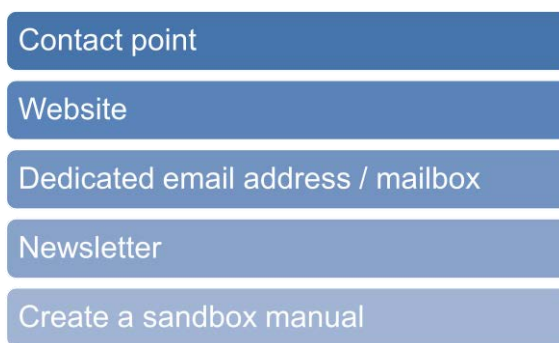 Contact point
Website
Dedicated email address / mailbox
Newsletter
Create a sandbox manual